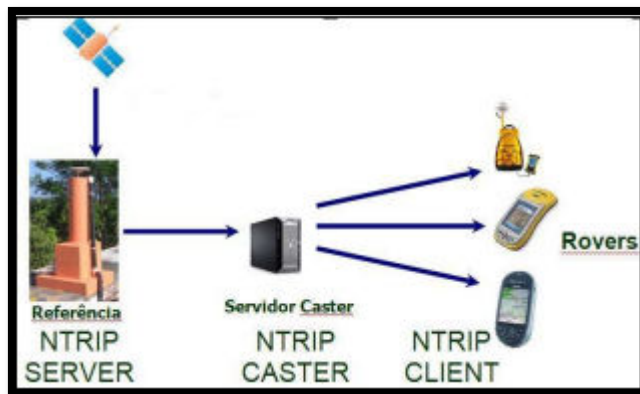 Referência
NTRIP
SERVER
Servidor Caster
NTRIP
CASTER
Rovers
NTRIP
CLIENT